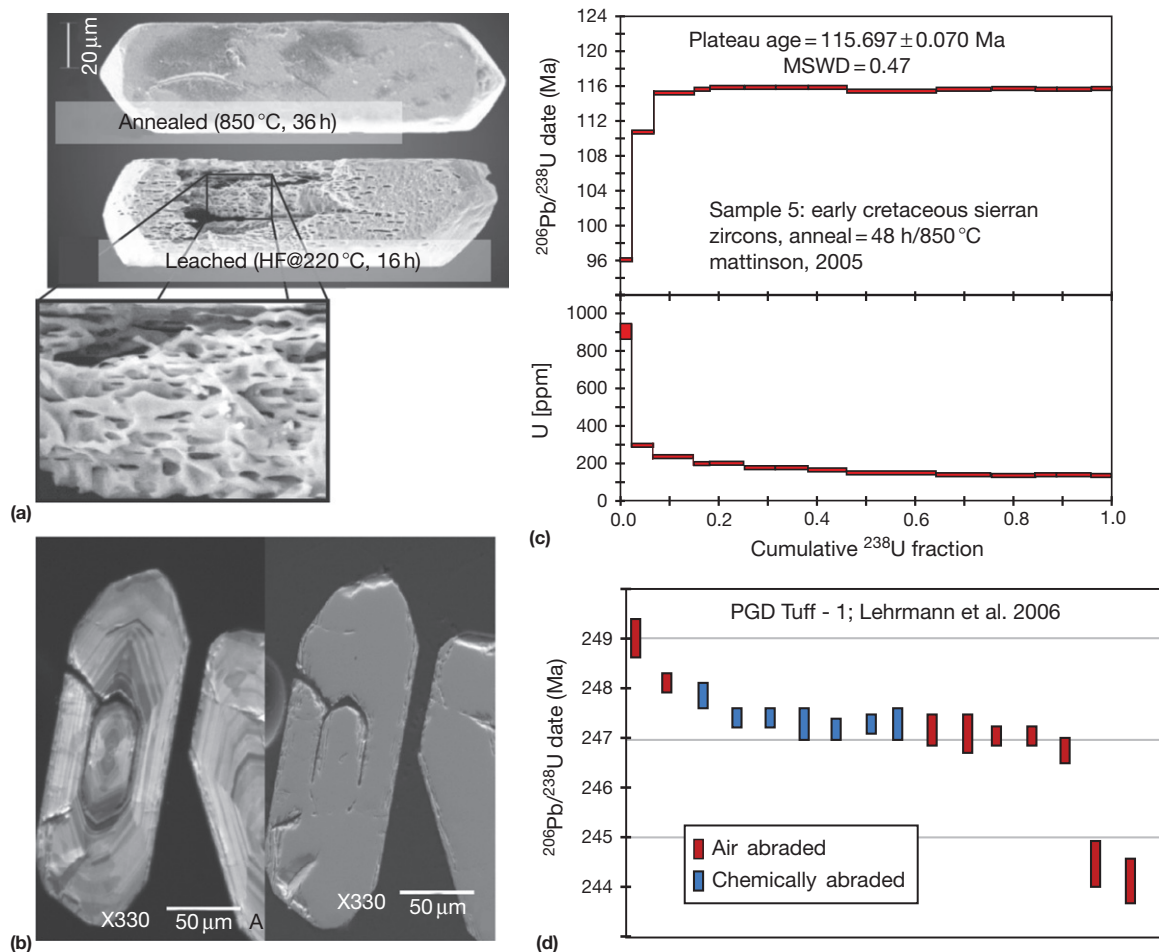 20 μm
Annealed (850 °C, 36 h)
Leached (HF@220 °C, 16 h)
(a)
X330
50 μm
A
X330
50 μm
(b)
124
120
116
112
108
104
100
96
²⁰⁶Pb/²³⁸U date (Ma)
Plateau age = 115.697 ± 0.070 Ma
MSWD = 0.47
Sample 5: early cretaceous sierran
zircons, anneal = 48 h/850 °C
mattinson, 2005
1000
800
600
400
200
0
U [ppm]
0.0 0.2 0.4 0.6 0.8 1.0
Cumulative ²³⁸U fraction
(c)
PGD Tuff - 1; Lehrmann et al. 2006
249
248
247
246
245
244
²⁰⁶Pb/²³⁸U date (Ma)
Air abraded
Chemically abraded
(d)